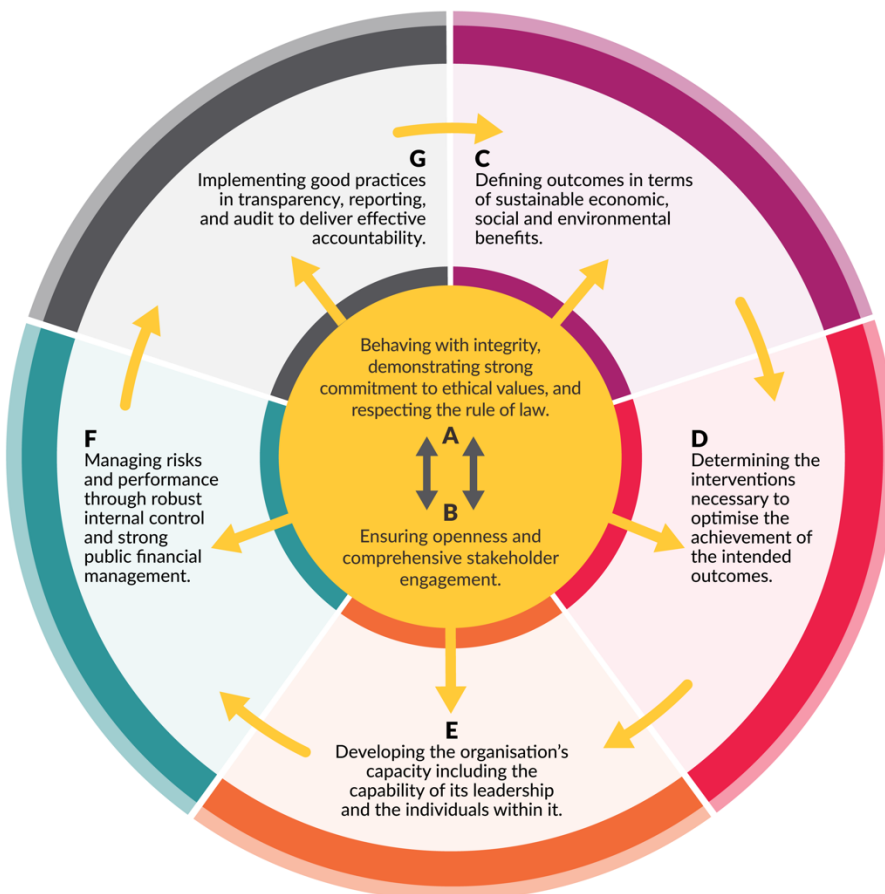 G
Implementing good practices
in transparency, reporting,
and audit to deliver effective
accountability.
C
Defining outcomes in terms
of sustainable economic,
social and environmental
benefits.
Behaving with integrity,
demonstrating strong
commitment to ethical values, and
respecting the rule of law.
A
B
Ensuring openness and
comprehensive stakeholder
engagement.
F
Managing risks
and performance
through robust
internal control
and strong
public financial
management.
D
Determining the
interventions
necessary to
optimise the
achievement of
the intended
outcomes.
E
Developing the organisation's
capacity including the
capability of its leadership
and the individuals within it.